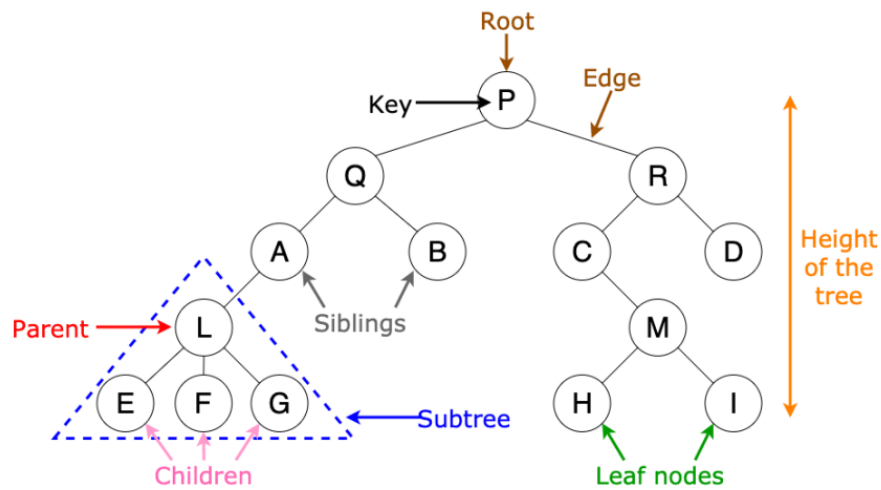 Root
Edge
Key
P
Q
R
A
B
C
D
Height
of the
tree
Siblings
Parent
L
M
E
F
G
H
I
Subtree
Children
Leaf nodes